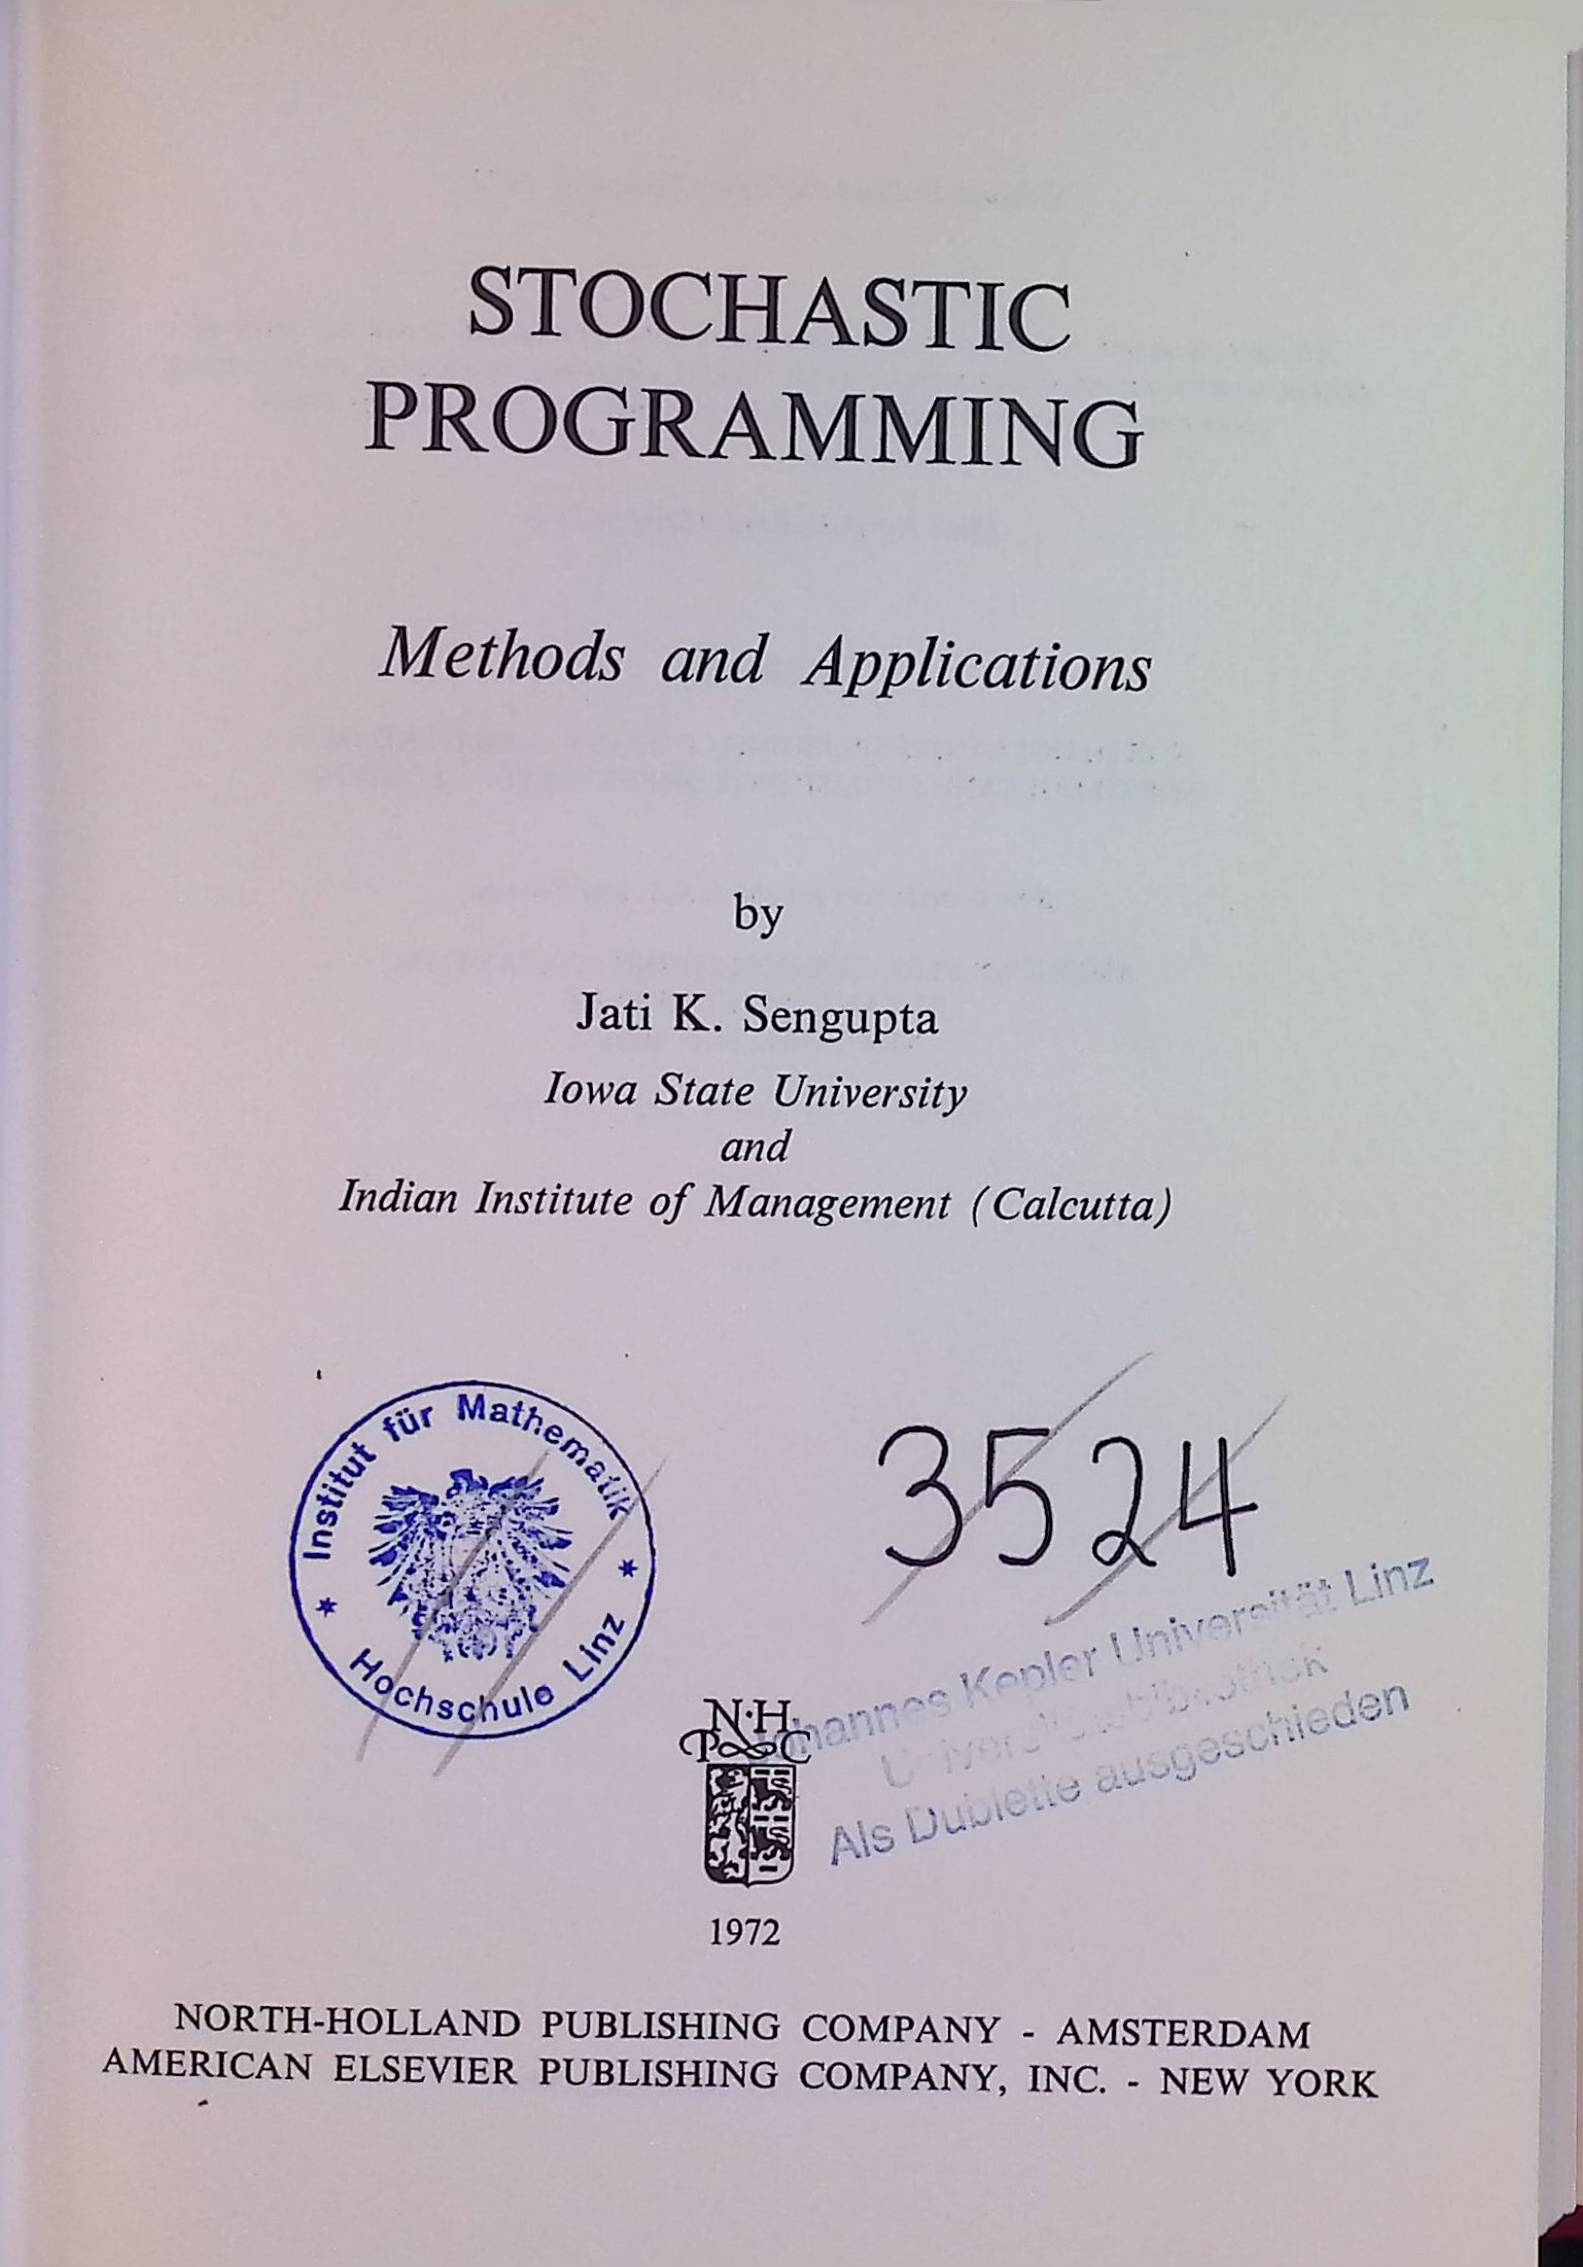 STOCHASTIC
PROGRAMMING
Methods and Applications
by
Jati K. Sengupta
Iowa State University
and
Indian Institute of Management (Calcutta)
Institut für Mathematik
* *
Hochschule Linz
3524
Johannes Kepler Universität Linz
Universitätsbibliothek
Als Dublette ausgeschieden
N·H
P C
1972
NORTH-HOLLAND PUBLISHING COMPANY - AMSTERDAM
AMERICAN ELSEVIER PUBLISHING COMPANY, INC. - NEW YORK